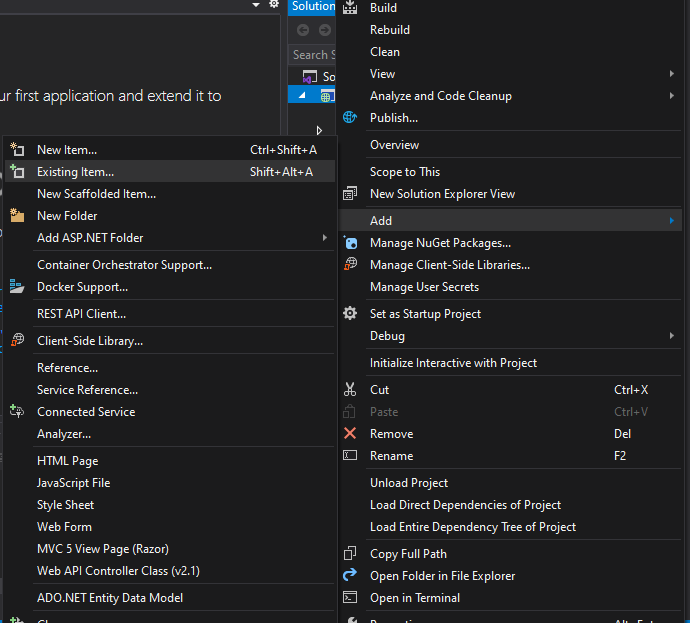 Solution
Search S
So
ur first application and extend it to
New Item... Ctrl+Shift+A
Existing Item... Shift+Alt+A
New Scaffolded Item...
New Folder
Add ASP.NET Folder
Container Orchestrator Support...
Docker Support...
REST API Client...
Client-Side Library...
Reference...
Service Reference...
Connected Service
Analyzer...
HTML Page
JavaScript File
Style Sheet
Web Form
MVC 5 View Page (Razor)
Web API Controller Class (v2.1)
ADO.NET Entity Data Model
Build
Rebuild
Clean
View
Analyze and Code Cleanup
Publish...
Overview
Scope to This
New Solution Explorer View
Add
Manage NuGet Packages...
Manage Client-Side Libraries...
Manage User Secrets
Set as Startup Project
Debug
Initialize Interactive with Project
Cut Ctrl+X
Paste Ctrl+V
Remove Del
Rename F2
Unload Project
Load Direct Dependencies of Project
Load Entire Dependency Tree of Project
Copy Full Path
Open Folder in File Explorer
Open in Terminal